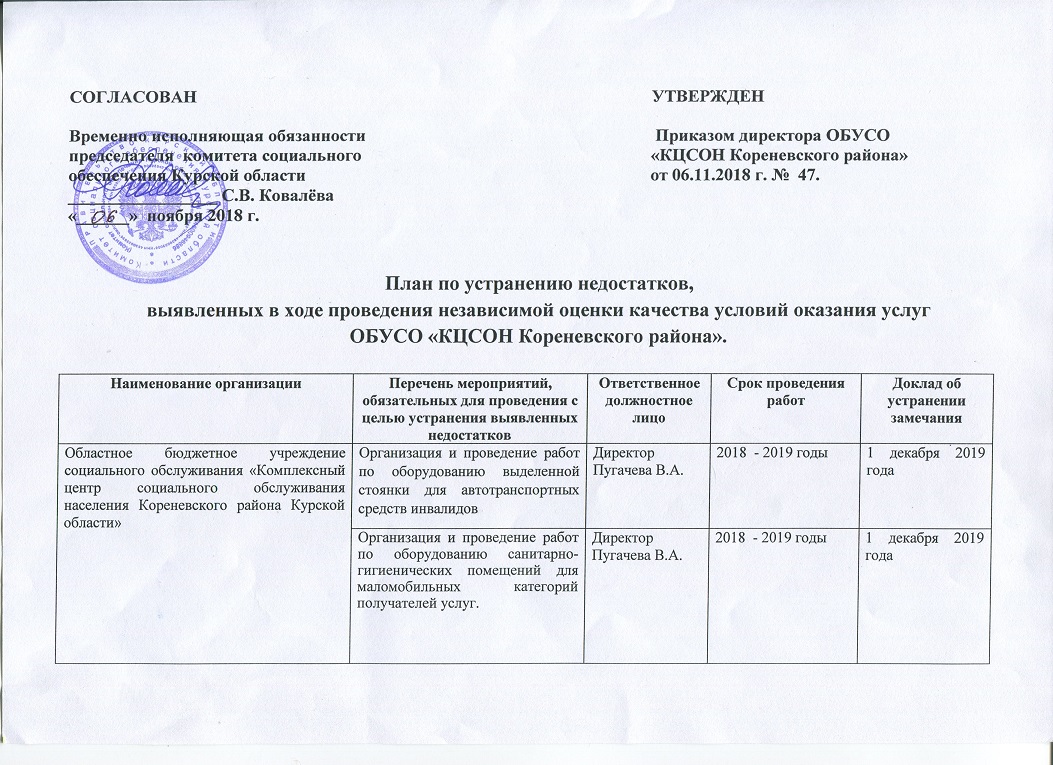 СОГЛАСОВАН
Временно исполняющая обязанности
председателя комитета социального
обеспечения Курской области
С.В. Ковалёва
« 06 » ноября 2018 г.
УТВЕРЖДЕН
Приказом директора ОБУСО
«КЦСОН Кореневского района»
от 06.11.2018 г. № 47.
План по устранению недостатков,
выявленных в ходе проведения независимой оценки качества условий оказания услуг
ОБУСО «КЦСОН Кореневского района».
Наименование организации
Перечень мероприятий,
обязательных для проведения с
целью устранения выявленных
недостатков
Ответственное
должностное
лицо
Срок проведения
работ
Доклад об
устранении
замечания
Областное бюджетное учреждение
социального обслуживания «Комплексный
центр социального обслуживания
населения Кореневского района Курской
области»
Организация и проведение работ
по оборудованию выделенной
стоянки для автотранспортных
средств инвалидов
Директор
Пугачева В.А.
2018 - 2019 годы
1 декабря 2019
года
Организация и проведение работ
по оборудованию санитарно-
гигиенических помещений для
маломобильных категорий
получателей услуг.
Директор
Пугачева В.А.
2018 - 2019 годы
1 декабря 2019
года